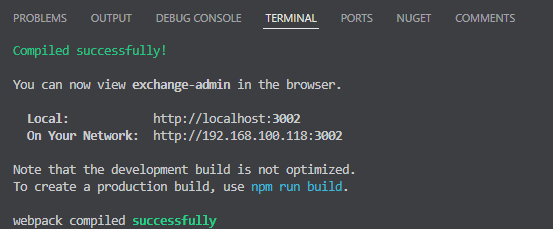 PROBLEMS OUTPUT DEBUG CONSOLE TERMINAL PORTS NUGET COMMENTS
Compiled successfully!
You can now view exchange-admin in the browser.
Local: http://localhost:3002
On Your Network: http://192.168.100.118:3002
Note that the development build is not optimized.
To create a production build, use npm run build.
webpack compiled successfully